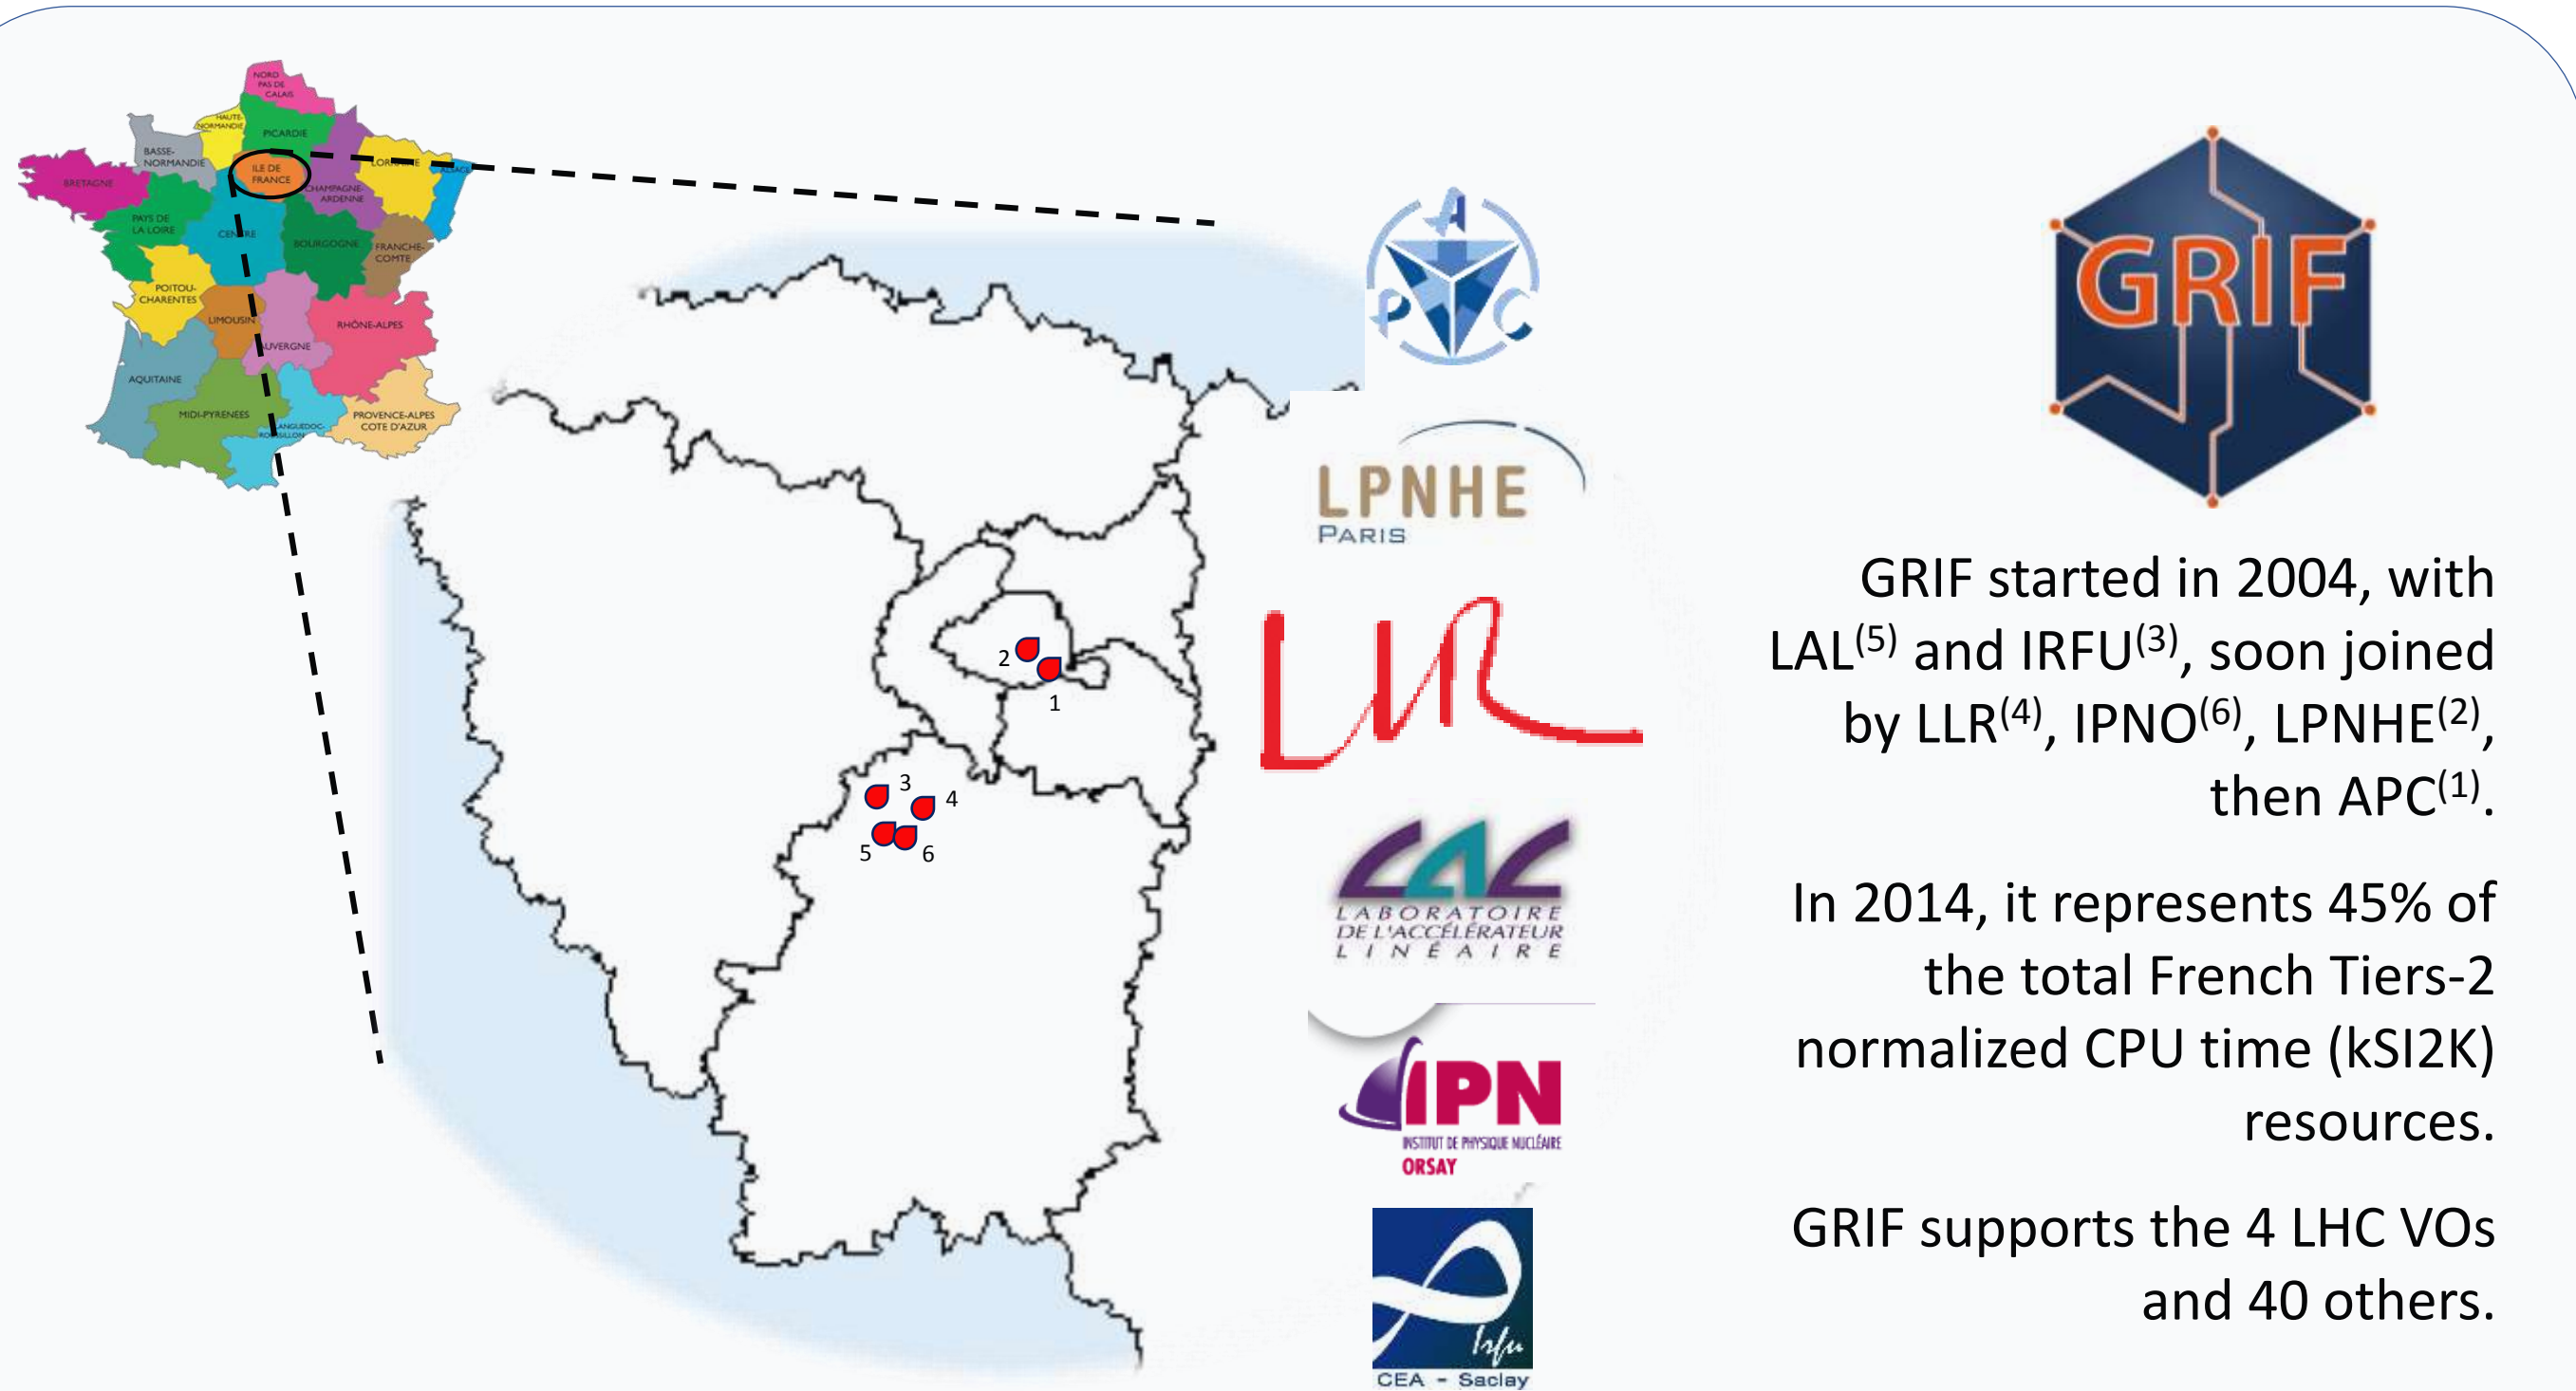 NORD
PAS DE
CALAIS
HAUTE-
NORMANDIE
PICARDIE
BASSE-
NORMANDIE
ILE DE
FRANCE
LORRAINE
ALSACE
BRETAGNE
CHAMPAGNE-
ARDENNE
PAYS DE
LA LOIRE
CENTRE
BOURGOGNE
FRANCHE-
COMTE
POITOU-
CHARENTES
LIMOUSIN
AUVERGNE
RHÔNE-ALPES
AQUITAINE
MIDI-PYRENEES
LANGUEDOC-
ROUSSILLON
PROVENCE-ALPES
COTE D'AZUR
2
1
3
4
5
6
A
P C
LPNHE
PARIS
LLR
LAL
LABORATOIRE
DE L'ACCÉLÉRATEUR
LINÉAIRE
IPN
INSTITUT DE PHYSIQUE NUCLÉAIRE
ORSAY
Irfu
CEA - Saclay
GRIF
GRIF started in 2004, with
LAL(5) and IRFU(3), soon joined
by LLR(4), IPNO(6), LPNHE(2),
then APC(1).
In 2014, it represents 45% of
the total French Tiers-2
normalized CPU time (kSI2K)
resources.
GRIF supports the 4 LHC VOs
and 40 others.